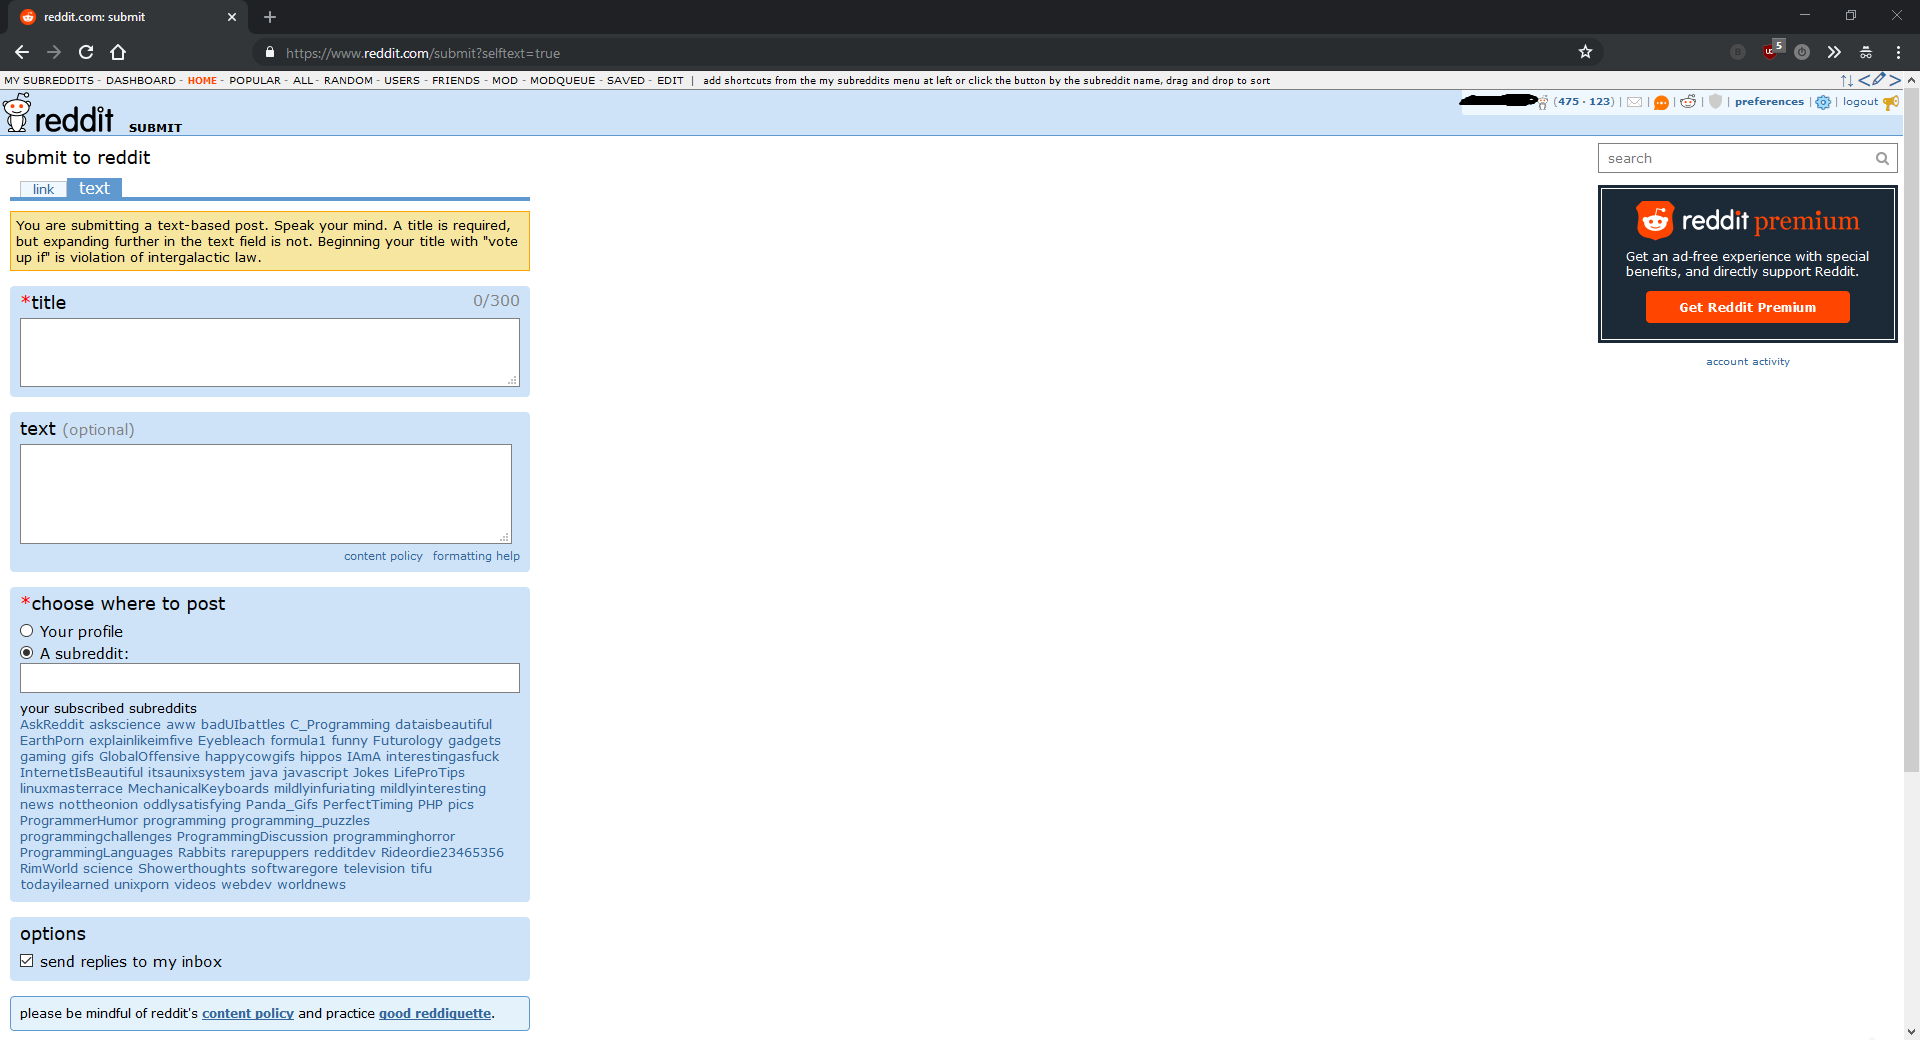 reddit.com: submit
https://www.reddit.com/submit?selftext=true
5
MY SUBREDDITS - DASHBOARD - HOME - POPULAR - ALL - RANDOM - USERS - FRIENDS - MOD - MODQUEUE - SAVED - EDIT | add shortcuts from the my subreddits menu at left or click the button by the subreddit name, drag and drop to sort
reddit SUBMIT
(475 · 123) | | | | | preferences | | logout
submit to reddit
search
link text
You are submitting a text-based post. Speak your mind. A title is required,
but expanding further in the text field is not. Beginning your title with "vote
up if" is violation of intergalactic law.
reddit premium
Get an ad-free experience with special
benefits, and directly support Reddit.
Get Reddit Premium
account activity
*title 0/300
text (optional)
content policy formatting help
*choose where to post
Your profile
A subreddit:
your subscribed subreddits
AskReddit askscience aww badUIbattles C_Programming dataisbeautiful
EarthPorn explainlikeimfive Eyebleach formula1 funny Futurology gadgets
gaming gifs GlobalOffensive happycowgifs hippos IAmA interestingasfuck
InternetIsBeautiful itsaunixsystem java javascript Jokes LifeProTips
linuxmasterrace MechanicalKeyboards mildlyinfuriating mildlyinteresting
news nottheonion oddlysatisfying Panda_Gifs PerfectTiming PHP pics
ProgrammerHumor programming programming_puzzles
programmingchallenges ProgrammingDiscussion programminghorror
ProgrammingLanguages Rabbits rarepuppers redditdev Rideordie23465356
RimWorld science Showerthoughts softwaregore television tifu
todayilearned unixporn videos webdev worldnews
options
send replies to my inbox
please be mindful of reddit's content policy and practice good reddiquette.